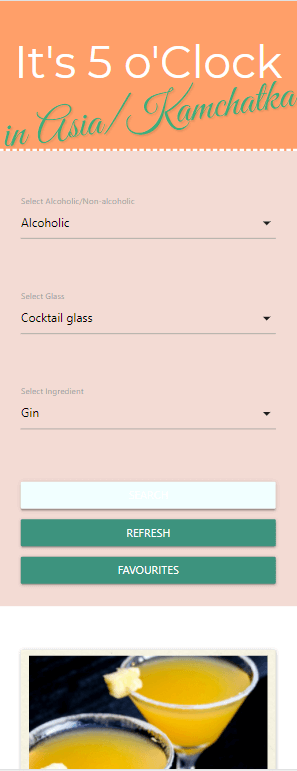 It's 5 o'Clock
in Asia/Kamchatka
Select Alcoholic/Non-alcoholic
Alcoholic
Select Glass
Cocktail glass
Select Ingredient
Gin
REFRESH
FAVOURITES